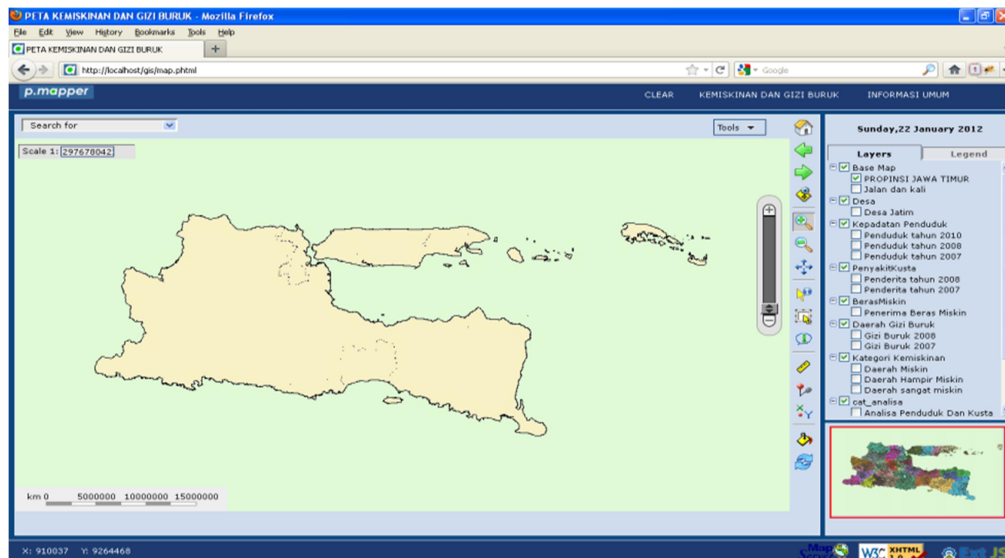 PETA KEMISKINAN DAN GIZI BURUK - Mozilla Firefox
File Edit View History Bookmarks Tools Help
PETA KEMISKINAN DAN GIZI BURUK +
http://localhost/gis/map.phtml Google
p.mapper CLEAR KEMISKINAN DAN GIZI BURUK INFORMASI UMUM
Search for Tools
Scale 1: 297678042
Sunday,22 January 2012
Layers Legend
Base Map
PROPINSI JAWA TIMUR
Jalan dan kali
Desa
Desa Jatim
Kepadatan Penduduk
Penduduk tahun 2010
Penduduk tahun 2008
Penduduk tahun 2007
PenyakitKusta
Penderita tahun 2008
Penderita tahun 2007
BerasMiskin
Penerima Beras Miskin
Daerah Gizi Buruk
Gizi Buruk 2008
Gizi Buruk 2007
Kategori Kemiskinan
Daerah Miskin
Daerah Hampir Miskin
Daerah sangat miskin
cat_analisa
Analisa Penduduk Dan Kusta
km 0 5000000 10000000 15000000
X: 910037 Y: 9264468
W3C XHTML